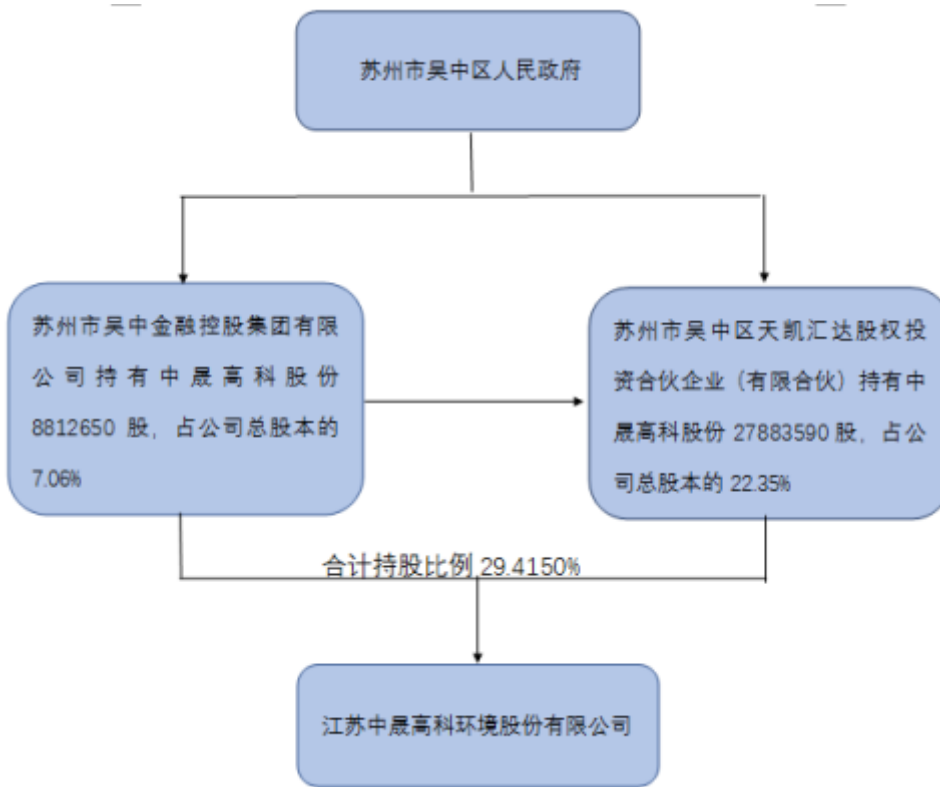 苏州市吴中区人民政府
苏州市吴中金融控股集团有限
公司持有中晟高科股份
8812650 股，占公司总股本的
7.06%
苏州市吴中区天凯汇达股权投
资合伙企业（有限合伙）持有中
晟高科股份 27883590 股，占公
司总股本的 22.35%
合计持股比例 29.4150%
江苏中晟高科环境股份有限公司